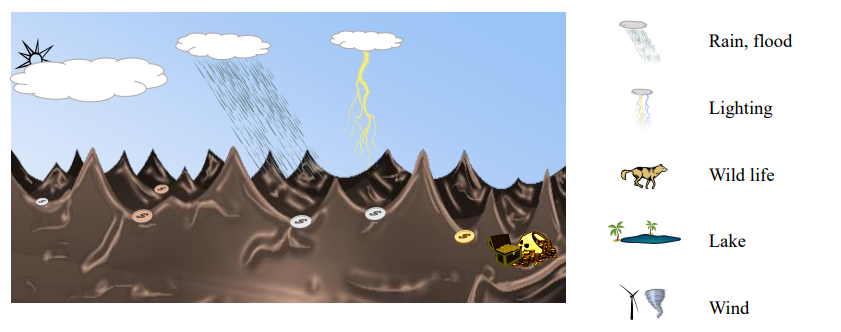 Rain, flood
Lighting
Wild life
Lake
Wind